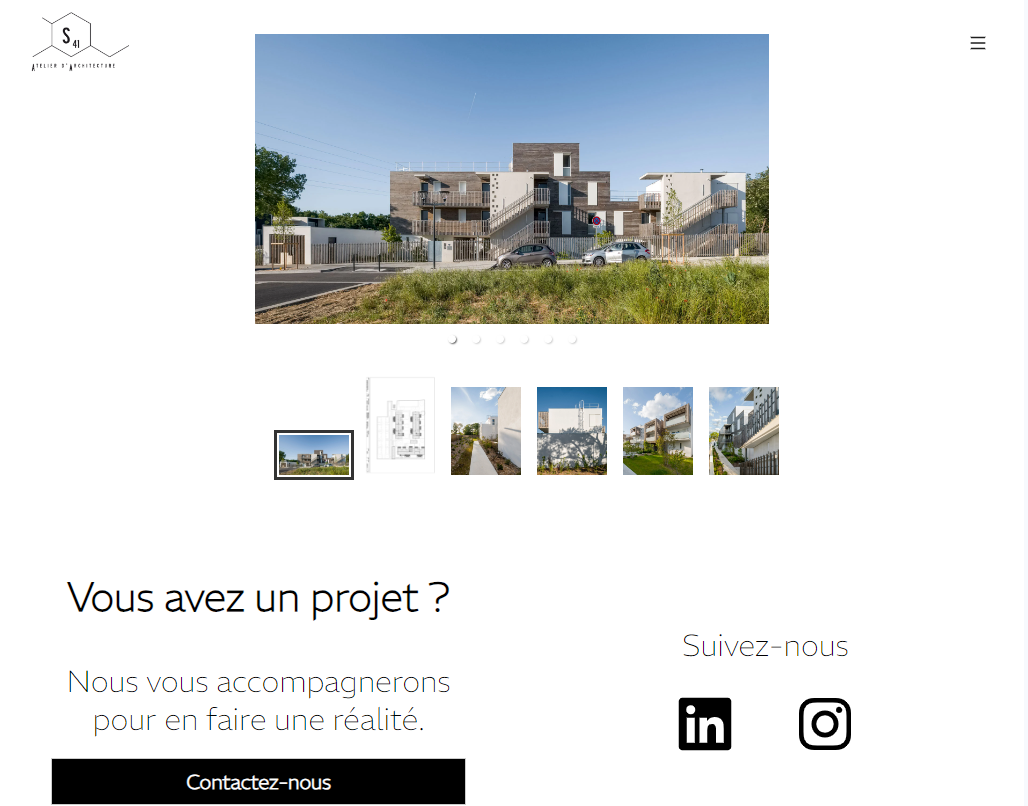 S
41
ATELIER D'ARCHITECTURE
Vous avez un projet ?
Suivez-nous
Nous vous accompagnerons
pour en faire une réalité.
in
Contactez-nous